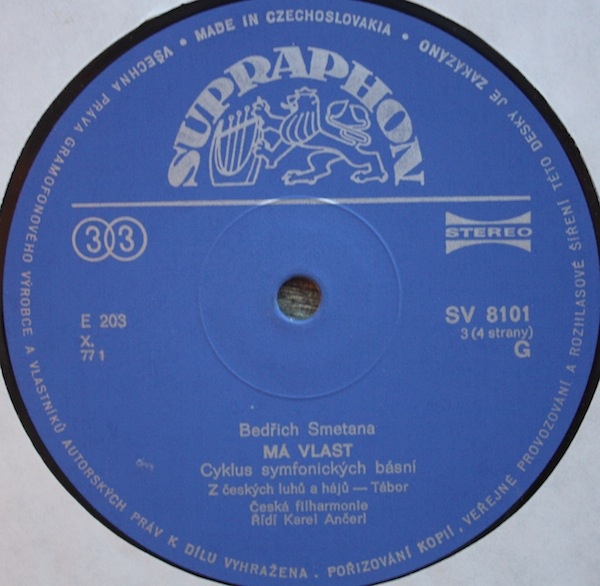 VŠECHNA PRÁVA GRAMOFONOVÉHO VÝROBCE A VLASTNÍKŮ AUTORSKÝCH PRÁV K DÍLU VYHRAŽENA . POŘIZOVÁNÍ KOPIÍ , VEŘEJNÉ PROVOZOVÁNÍ A ROZHLASOVÉ ŠÍŘENÍ TÉTO DESKY JE ZAKÁZÁNO
• MADE IN CZECHOSLOVAKIA •
SUPRAPHON
33
STEREO
E 203
X.
77 1
SV 8101
3 (4 strany)
G
Bedřich Smetana
MÁ VLAST
Cyklus symfonických básní
Z českých luhů a hájů — Tábor
Česká filharmonie
Řídí Karel Ančerl